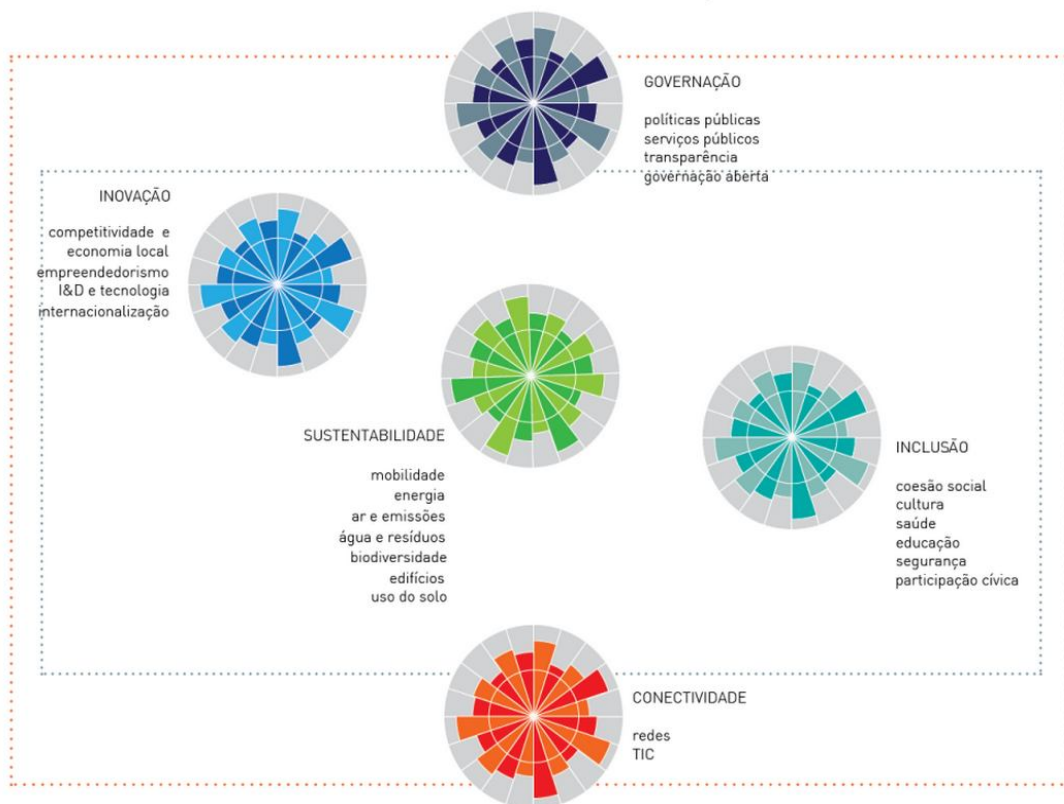 GOVERNAÇÃO
políticas públicas
serviços públicos
transparência
governação aberta
INOVAÇÃO
competitividade e
economia local
empreendedorismo
I&D e tecnologia
internacionalização
SUSTENTABILIDADE
mobilidade
energia
ar e emissões
água e resíduos
biodiversidade
edifícios
uso do solo
INCLUSÃO
coesão social
cultura
saúde
educação
segurança
participação cívica
CONECTIVIDADE
redes
TIC